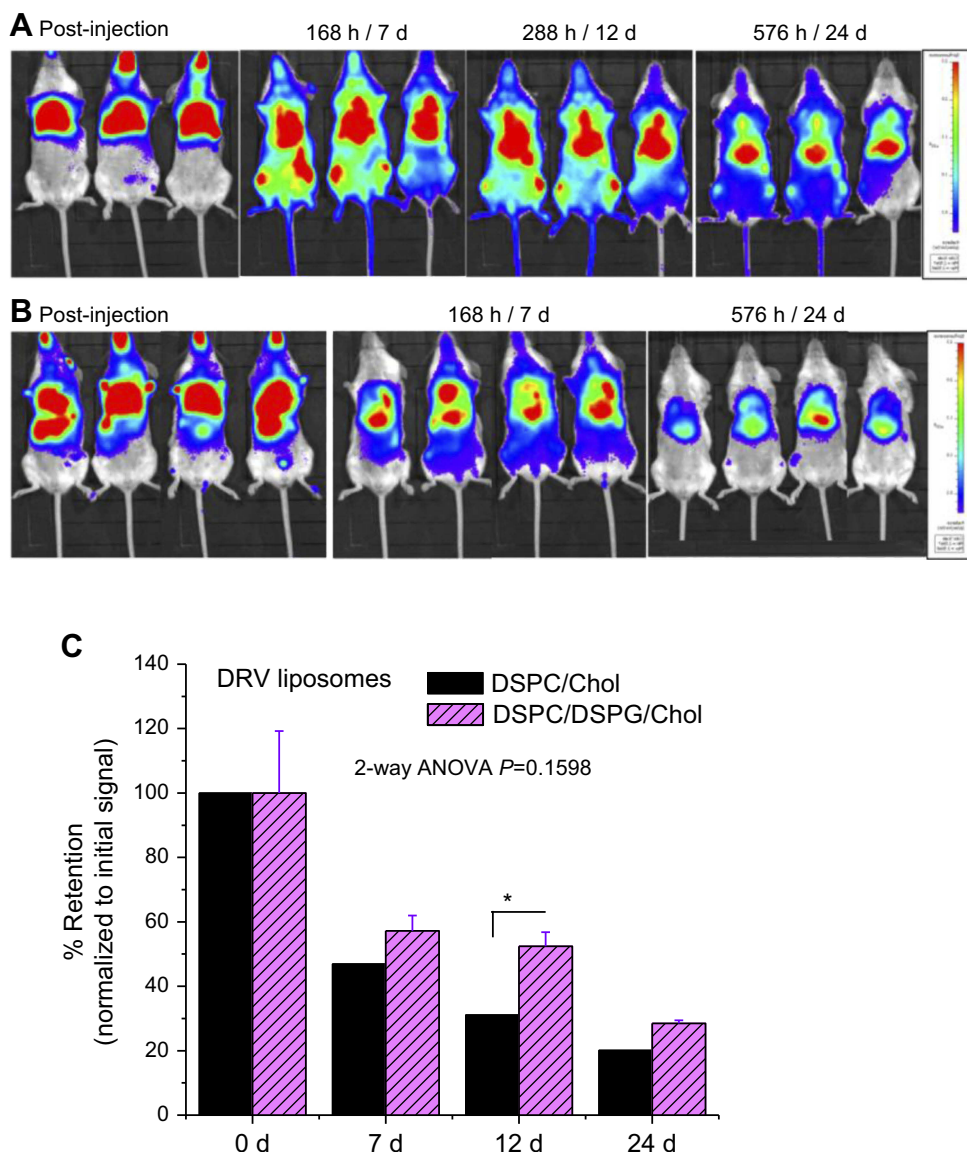 A Post-injection 168 h / 7 d 288 h / 12 d 576 h / 24 d
B Post-injection 168 h / 7 d 576 h / 24 d
C
140
120
100
80
60
40
20
0
% Retention
(normalized to initial signal)
DRV liposomes
DSPC/Chol
DSPC/DSPG/Chol
2-way ANOVA P=0.1598
*
0 d 7 d 12 d 24 d